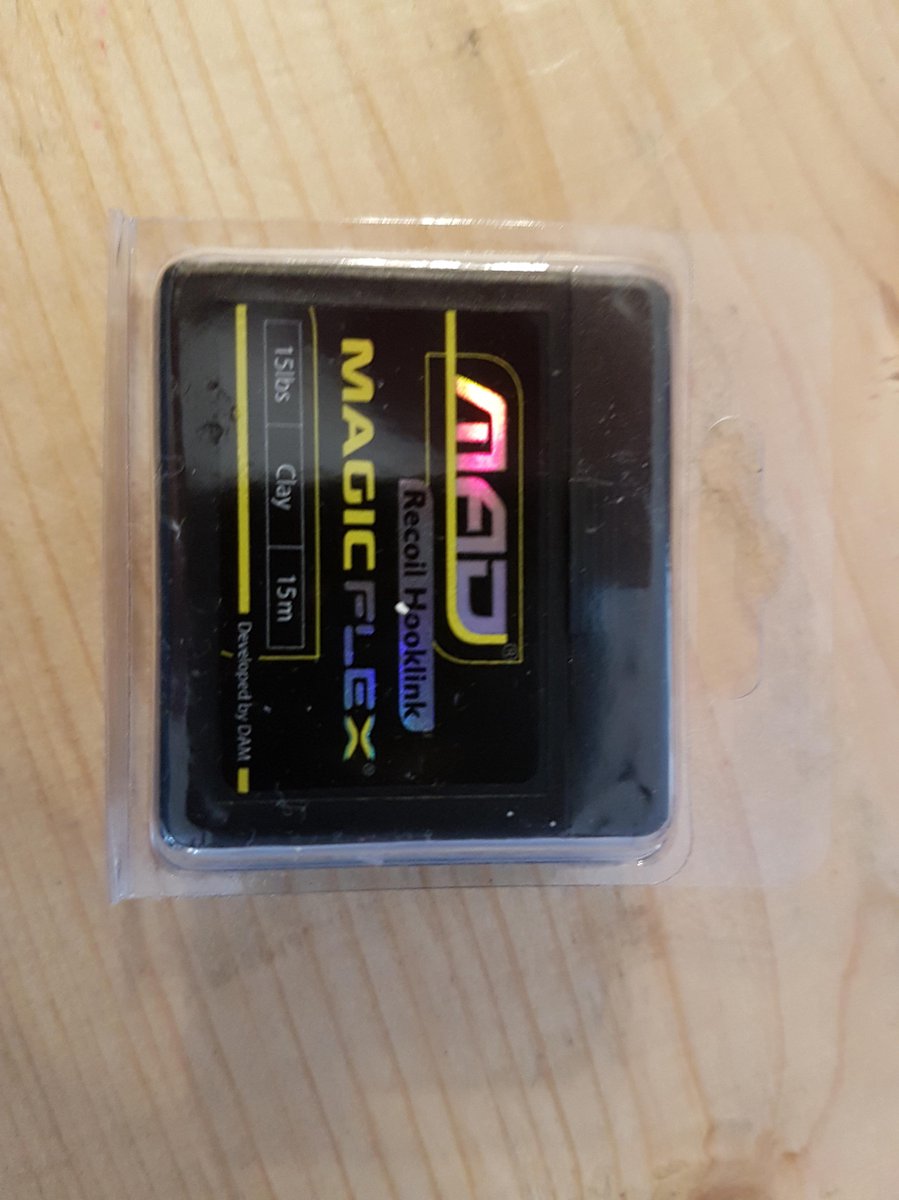 MAD®
Recoil Hooklink
MAGIC FLEX®
15lbs Clay 15m
Developed by DAM